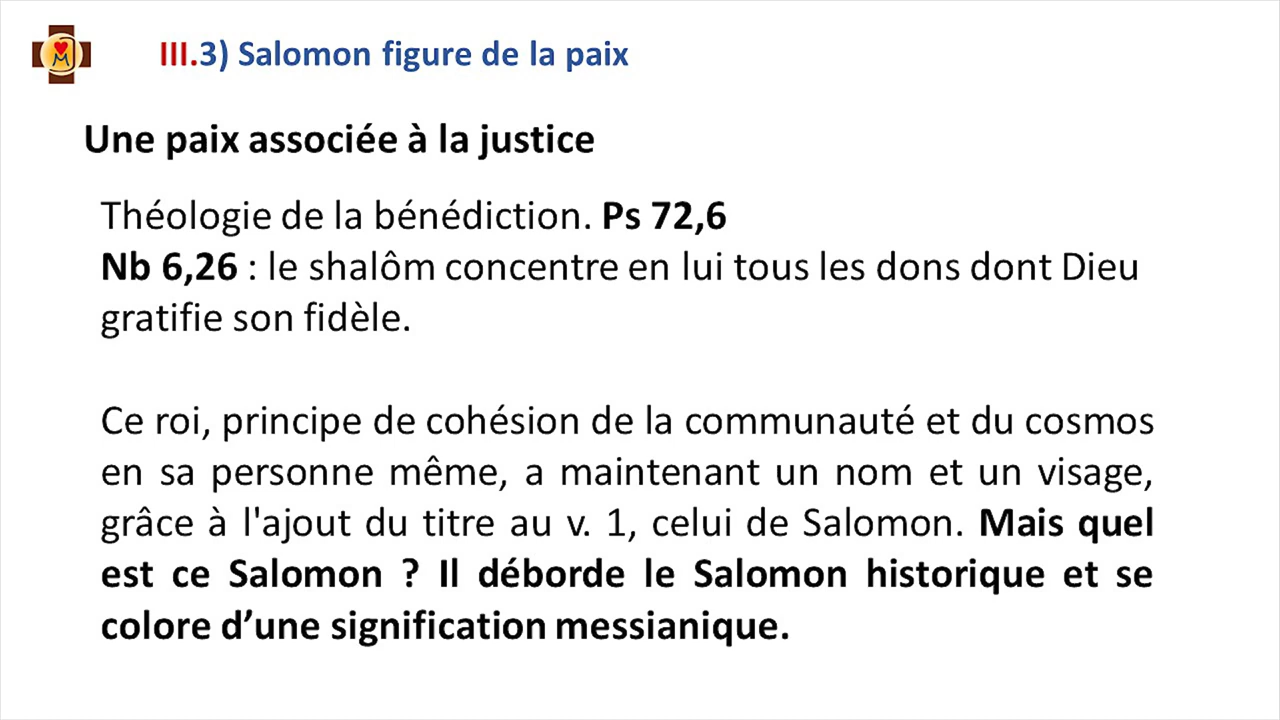 M
III.3) Salomon figure de la paix
Une paix associée à la justice
Théologie de la bénédiction. Ps 72,6
Nb 6,26 : le shalôm concentre en lui tous les dons dont Dieu
gratifie son fidèle.
Ce roi, principe de cohésion de la communauté et du cosmos
en sa personne même, a maintenant un nom et un visage,
grâce à l'ajout du titre au v. 1, celui de Salomon. Mais quel
est ce Salomon ? Il déborde le Salomon historique et se
colore d’une signification messianique.